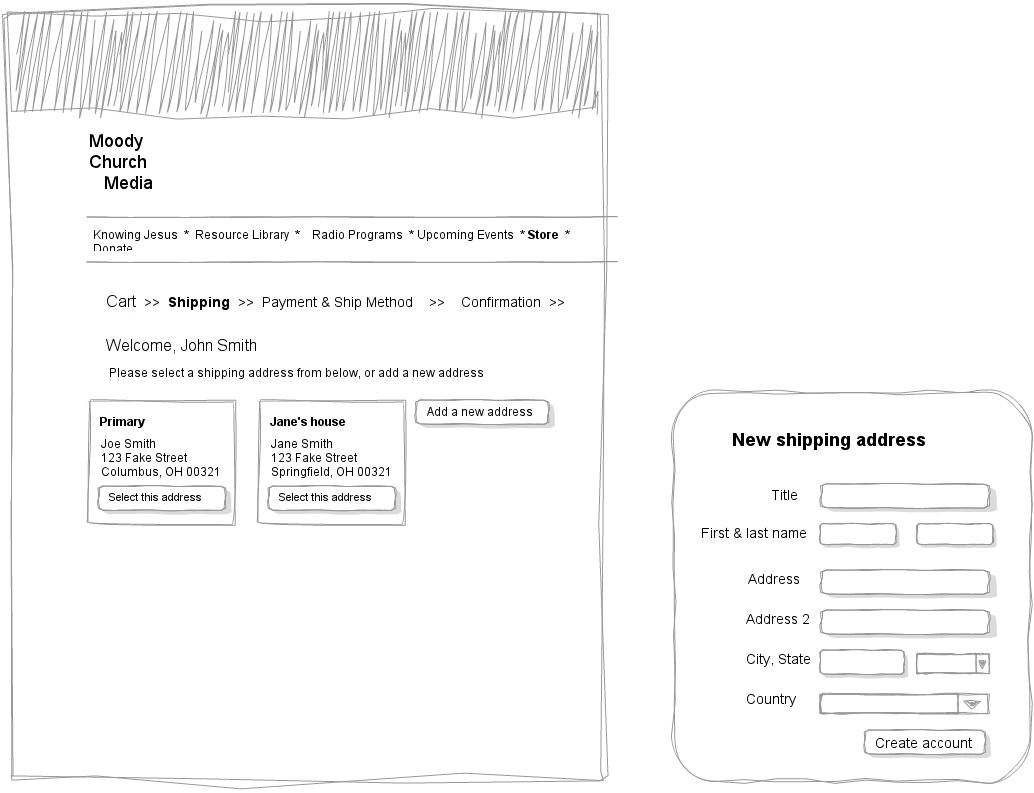 Moody
Church
Media
Knowing Jesus * Resource Library * Radio Programs * Upcoming Events * Store *
Donate
Cart >> Shipping >> Payment & Ship Method >> Confirmation >>
Welcome, John Smith
Please select a shipping address from below, or add a new address
Primary
Joe Smith
123 Fake Street
Columbus, OH 00321
Select this address
Jane's house
Jane Smith
123 Fake Street
Springfield, OH 00321
Select this address
Add a new address
New shipping address
Title
First & last name
Address
Address 2
City, State
Country
Create account